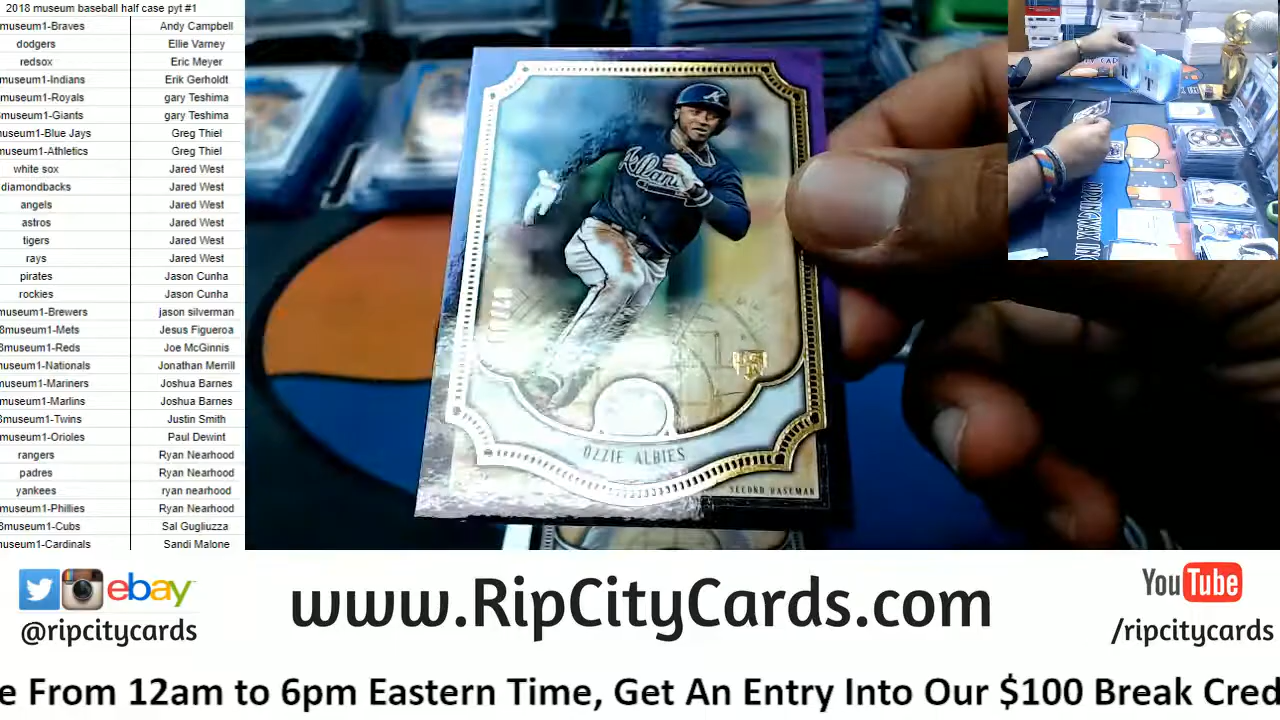 2018 museum baseball half case pyt #1
museum1-Braves Andy Campbell
dodgers Ellie Varney
redsox Eric Meyer
museum1-Indians Erik Gerholdt
museum1-Royals gary Teshima
museum1-Giants gary Teshima
museum1-Blue Jays Greg Thiel
museum1-Athletics Greg Thiel
white sox Jared West
diamondbacks Jared West
angels Jared West
astros Jared West
tigers Jared West
rays Jared West
pirates Jason Cunha
rockies Jason Cunha
museum1-Brewers jason silverman
8museum1-Mets Jesus Figueroa
8museum1-Reds Joe McGinnis
museum1-Nationals Jonathan Merrill
museum1-Mariners Joshua Barnes
museum1-Marlins Joshua Barnes
museum1-Twins Justin Smith
museum1-Orioles Paul Dewint
rangers Ryan Nearhood
padres Ryan Nearhood
yankees ryan nearhood
museum1-Phillies Ryan Nearhood
8museum1-Cubs Sal Gugliuzza
museum1-Cardinals Sandi Malone
Atlanta
OZZIE ALBIES
SECOND BASEMAN
ebay
@ripcitycards
www.RipCityCards.com
YouTube
/ripcitycards
e From 12am to 6pm Eastern Time, Get An Entry Into Our $100 Break Cred